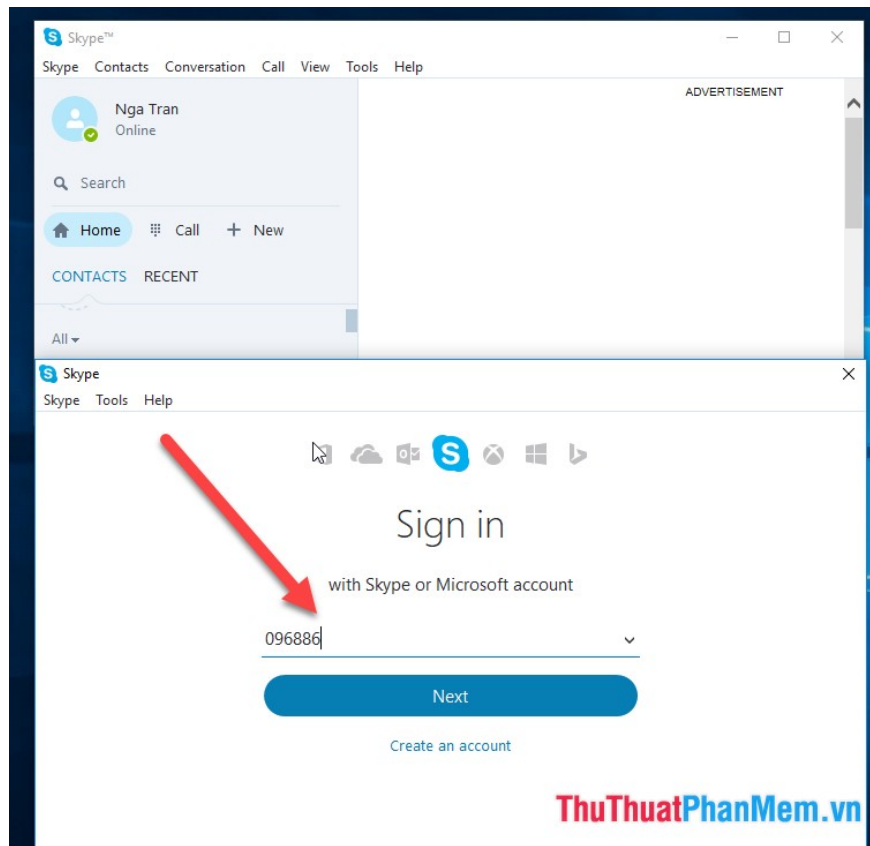 Skype™
Skype Contacts Conversation Call View Tools Help
ADVERTISEMENT
Nga Tran
Online
Search
Home Call + New
CONTACTS RECENT
All
Skype
Skype Tools Help
Sign in
with Skype or Microsoft account
096886
Next
Create an account
ThuThuatPhanMem.vn